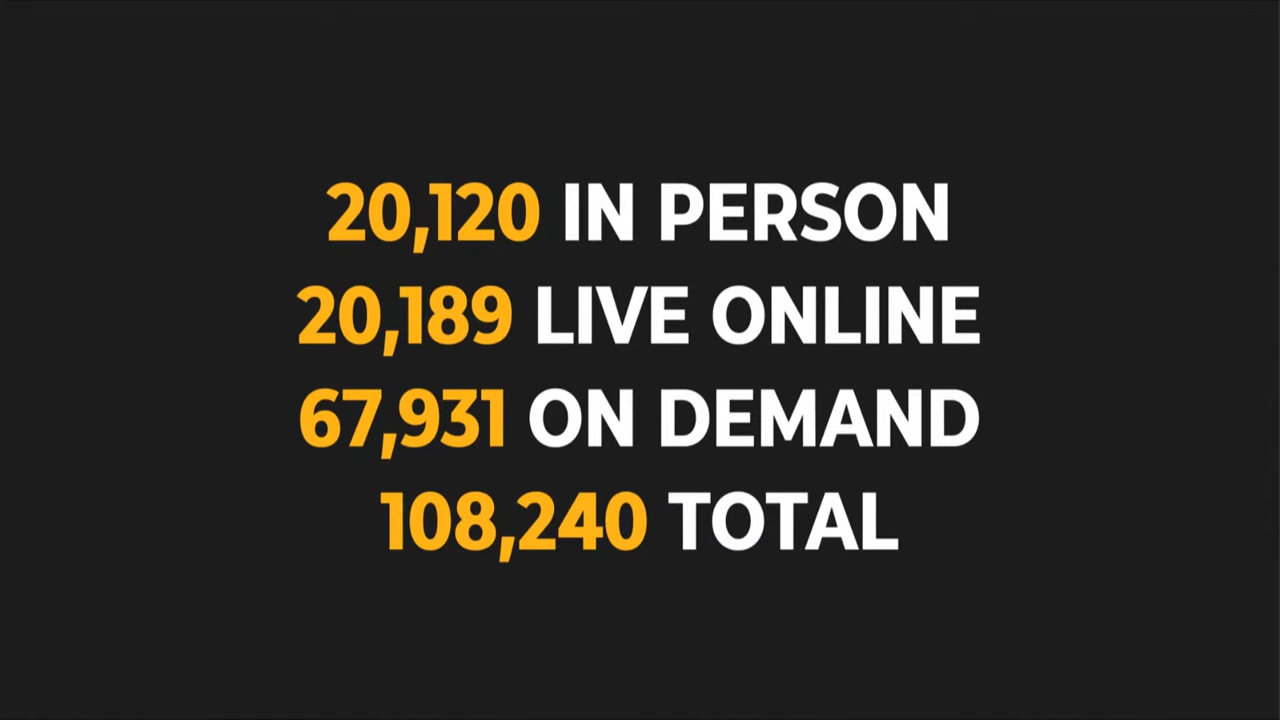 20,120 IN PERSON
20,189 LIVE ONLINE
67,931 ON DEMAND
108,240 TOTAL